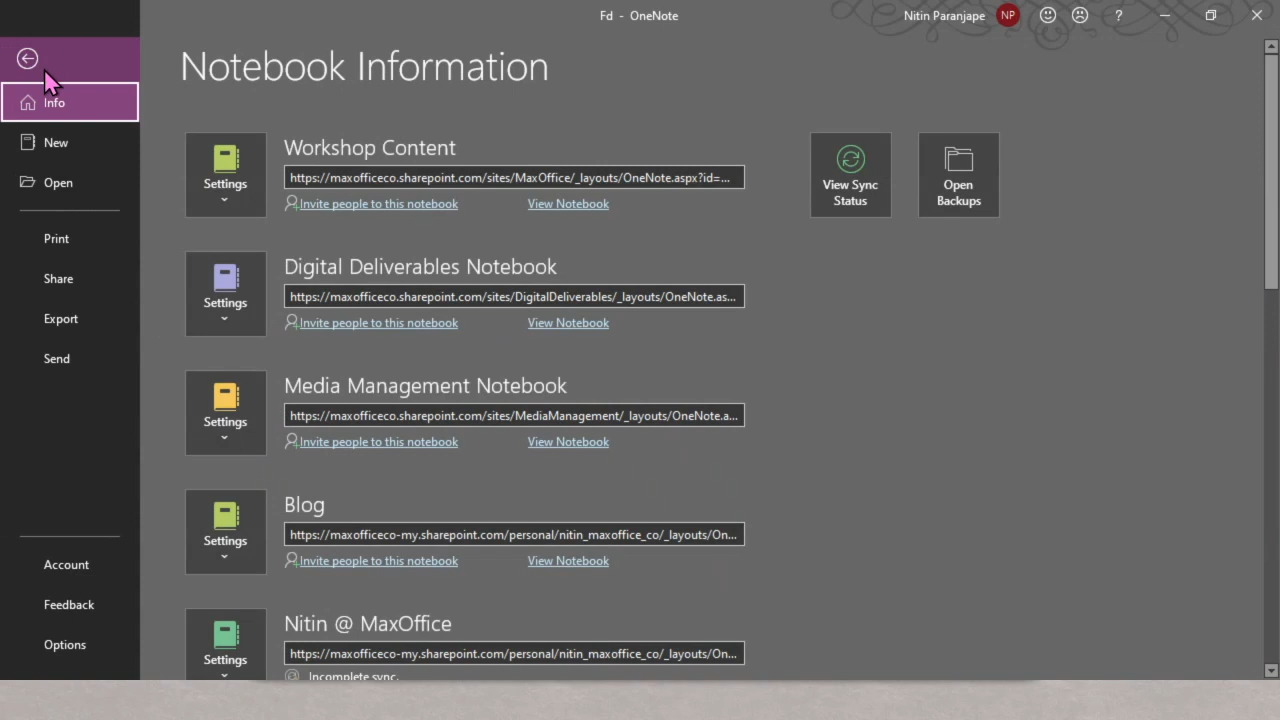 Fd - OneNote
Nitin Paranjape
NP
?
Info
New
Open
Print
Share
Export
Send
Account
Feedback
Options
Notebook Information
Settings
Workshop Content
https://maxofficeco.sharepoint.com/sites/MaxOffice/_layouts/OneNote.aspx?id=...
Invite people to this notebook
View Notebook
View Sync
Status
Open
Backups
Settings
Digital Deliverables Notebook
https://maxofficeco.sharepoint.com/sites/DigitalDeliverables/_layouts/OneNote.as...
Invite people to this notebook
View Notebook
Settings
Media Management Notebook
https://maxofficeco.sharepoint.com/sites/MediaManagement/_layouts/OneNote.a...
Invite people to this notebook
View Notebook
Settings
Blog
https://maxofficeco-my.sharepoint.com/personal/nitin_maxoffice_co/_layouts/On...
Invite people to this notebook
View Notebook
Settings
Nitin @ MaxOffice
https://maxofficeco-my.sharepoint.com/personal/nitin_maxoffice_co/_layouts/On...
Incomplete sync.